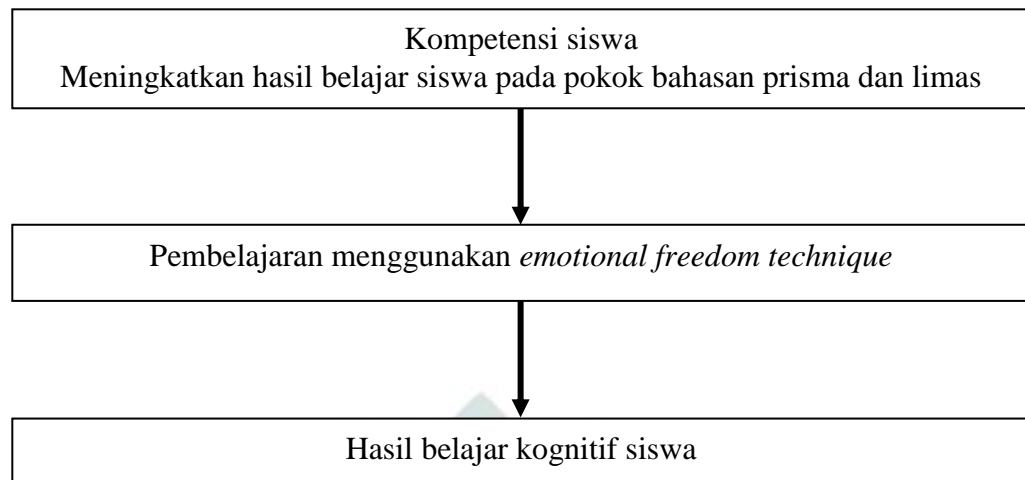 Kompetensi siswa
Meningkatkan hasil belajar siswa pada pokok bahasan prisma dan limas
Pembelajaran menggunakan emotional freedom technique
Hasil belajar kognitif siswa